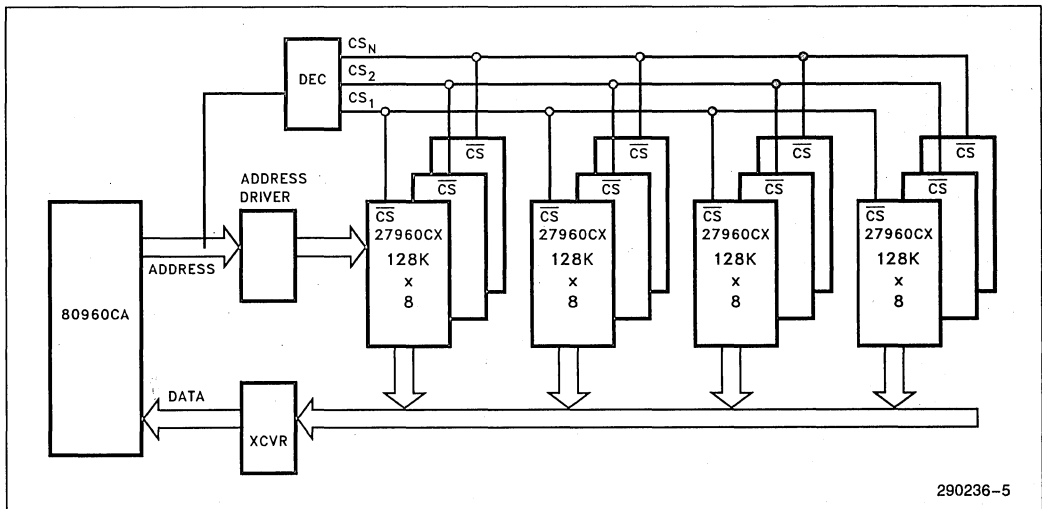 CS_N
CS_2
CS_1
DEC
CS CS CS CS
CS CS CS CS
CS CS CS CS
27960CX 27960CX 27960CX 27960CX
128K 128K 128K 128K
x x x x
8 8 8 8
ADDRESS
DRIVER
ADDRESS
80960CA
DATA
XCVR
290236-5